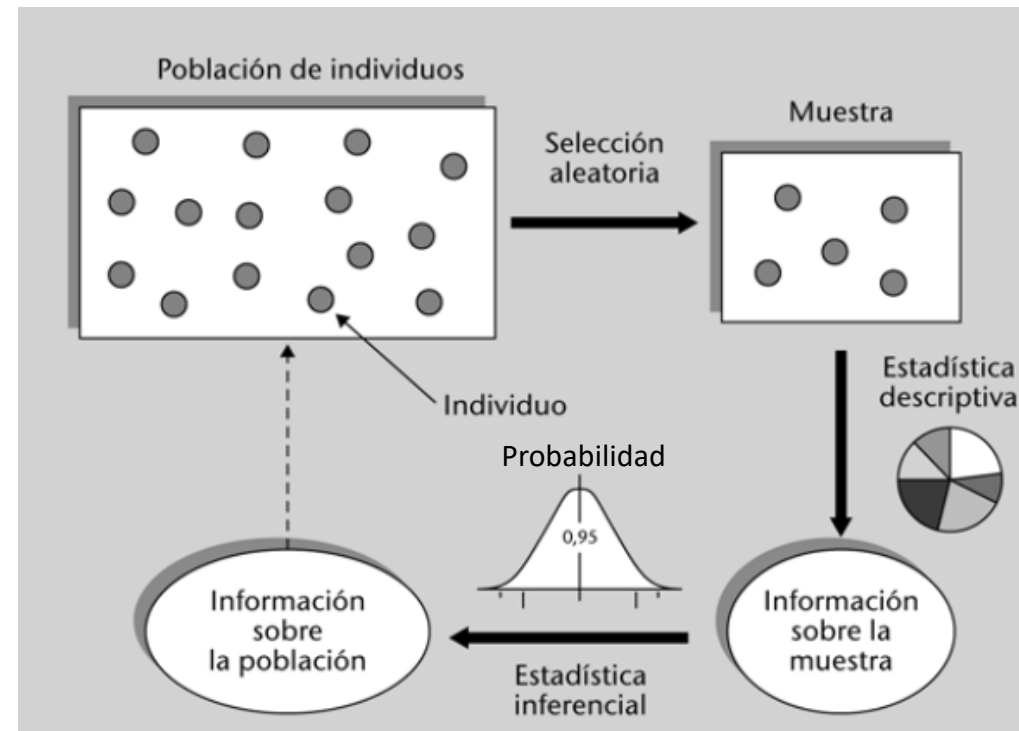 Población de individuos
Selección
aleatoria
Muestra
Individuo
Estadística
descriptiva
Probabilidad
0,95
Información
sobre
la población
Estadística
inferencial
Información
sobre la
muestra